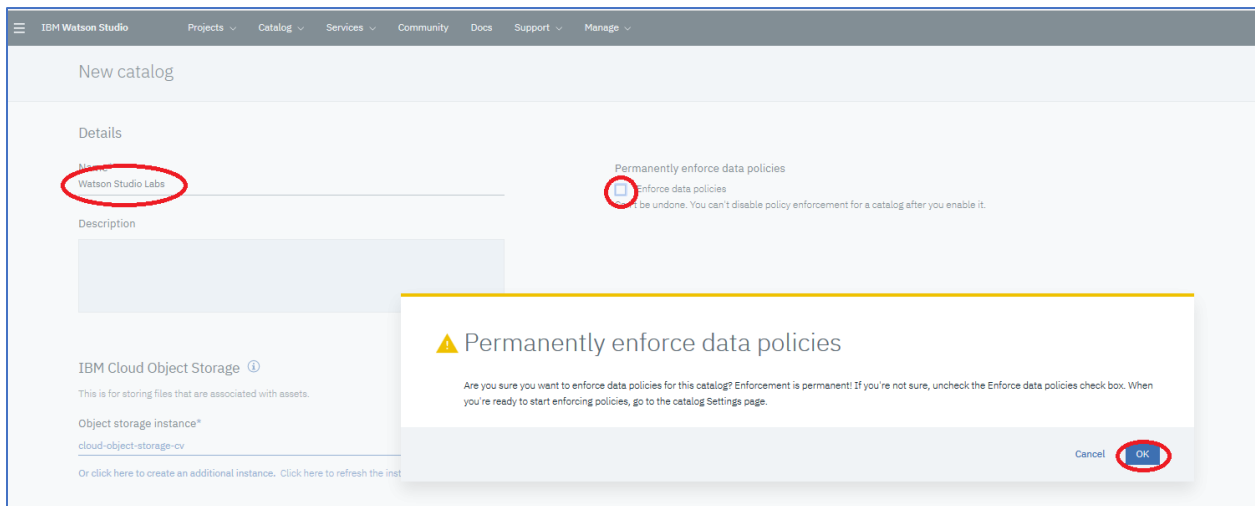 IBM Watson Studio Projects Catalog Services Community Docs Support Manage
New catalog
Details
Name*
Watson Studio Labs
Description
Permanently enforce data policies
Enforce data policies
be undone. You can't disable policy enforcement for a catalog after you enable it.
IBM Cloud Object Storage
This is for storing files that are associated with assets.
Object storage instance*
cloud-object-storage-cv
Or click here to create an additional instance. Click here to refresh the inst
Permanently enforce data policies
Are you sure you want to enforce data policies for this catalog? Enforcement is permanent! If you're not sure, uncheck the Enforce data policies check box. When
you're ready to start enforcing policies, go to the catalog Settings page.
Cancel OK